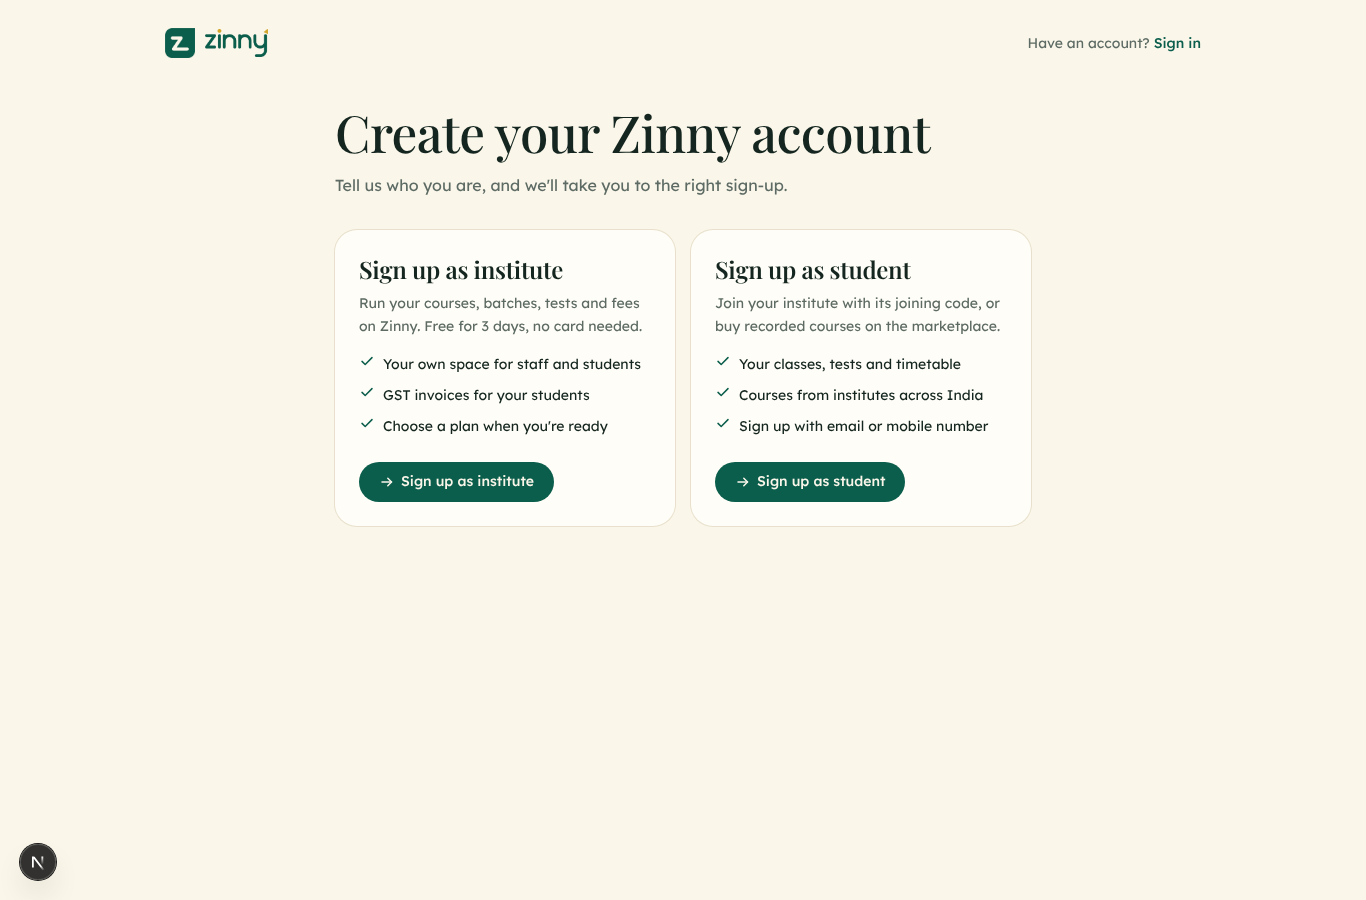 zinny
Have an account? Sign in
Create your Zinny account
Tell us who you are, and we'll take you to the right sign-up.
Sign up as institute
Run your courses, batches, tests and fees
on Zinny. Free for 3 days, no card needed.
Your own space for staff and students
GST invoices for your students
Choose a plan when you're ready
Sign up as institute
Sign up as student
Join your institute with its joining code, or
buy recorded courses on the marketplace.
Your classes, tests and timetable
Courses from institutes across India
Sign up with email or mobile number
Sign up as student
N